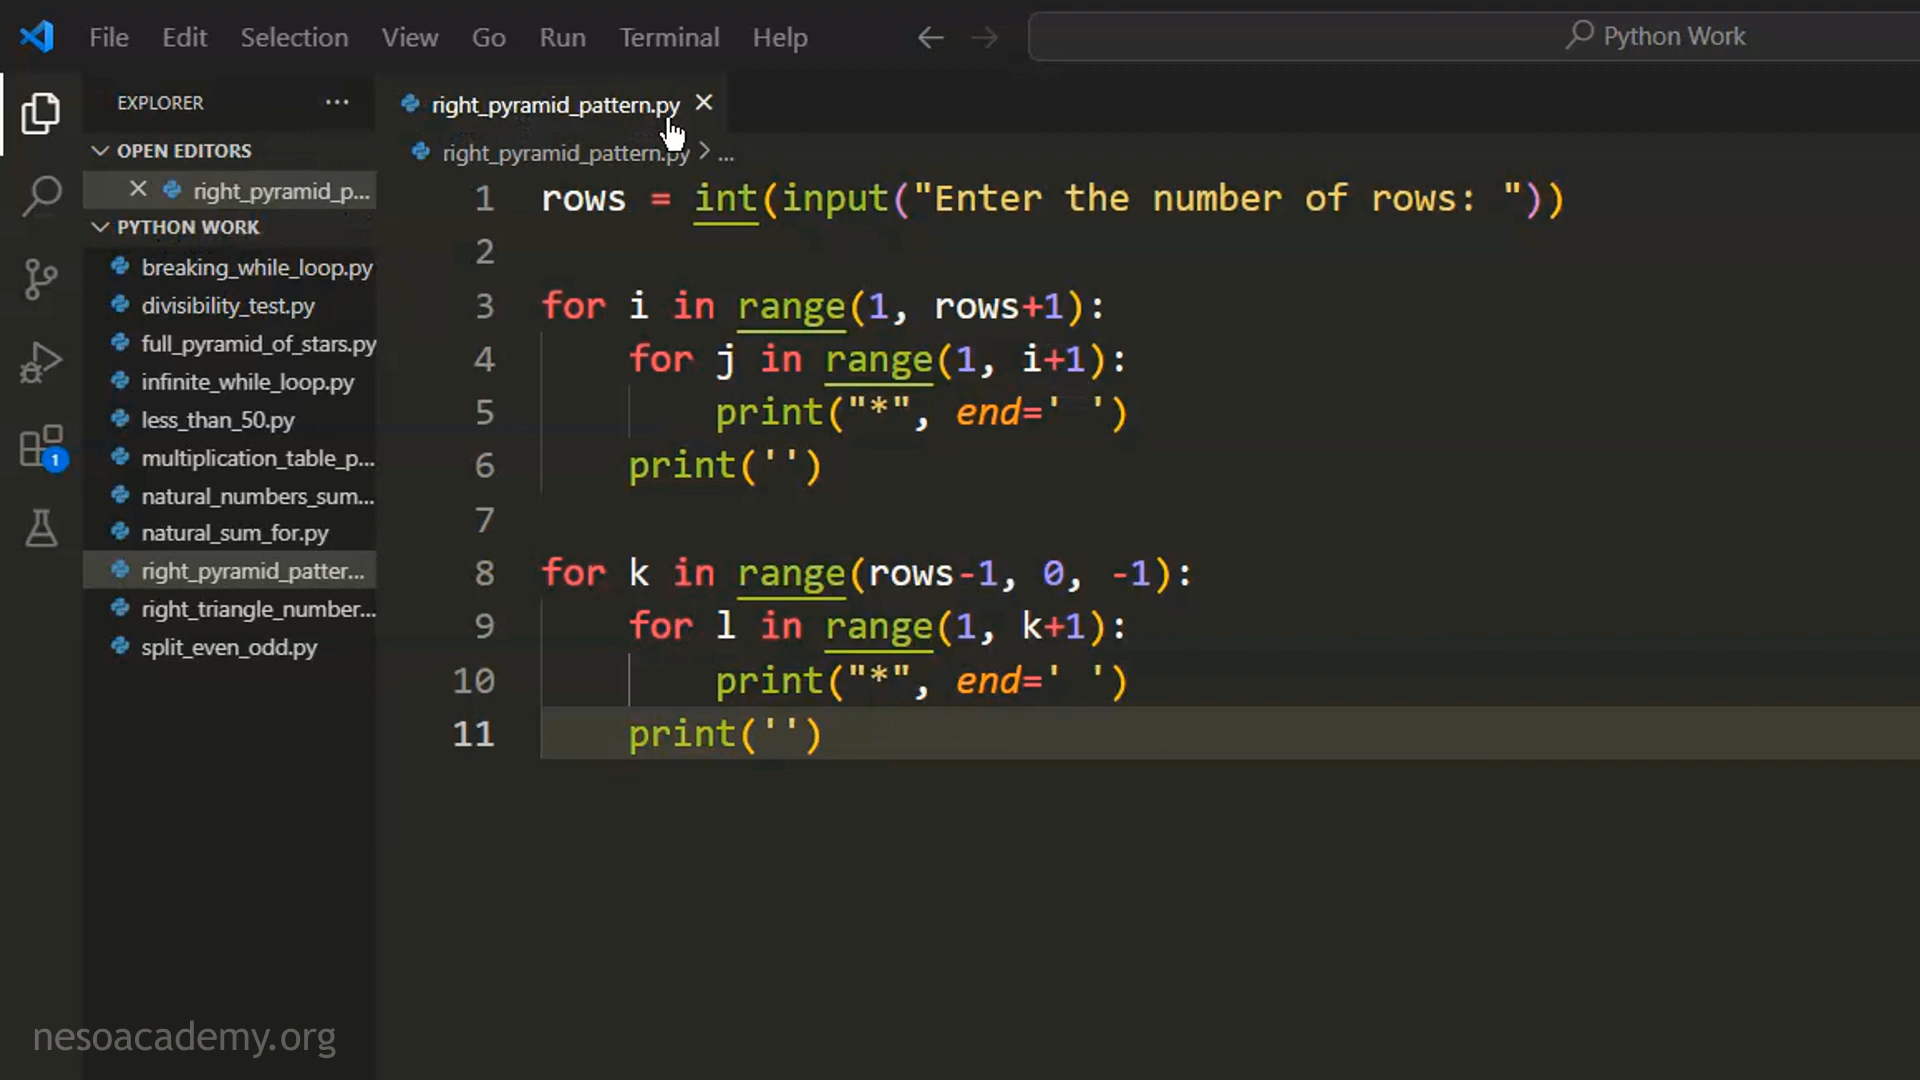 File Edit Selection View Go Run Terminal Help
Python Work
EXPLORER ...
OPEN EDITORS
right_pyramid_p...
PYTHON WORK
breaking_while_loop.py
divisibility_test.py
full_pyramid_of_stars.py
infinite_while_loop.py
less_than_50.py
multiplication_table_p...
natural_numbers_sum...
natural_sum_for.py
right_pyramid_patter...
right_triangle_number...
split_even_odd.py
1
right_pyramid_pattern.py
right_pyramid_pattern.py > ...
1 rows = int(input("Enter the number of rows: "))
2
3 for i in range(1, rows+1):
4     for j in range(1, i+1):
5         print("*", end=' ')
6     print('')
7
8 for k in range(rows-1, 0, -1):
9     for l in range(1, k+1):
10         print("*", end=' ')
11     print('')
nesoacademy.org